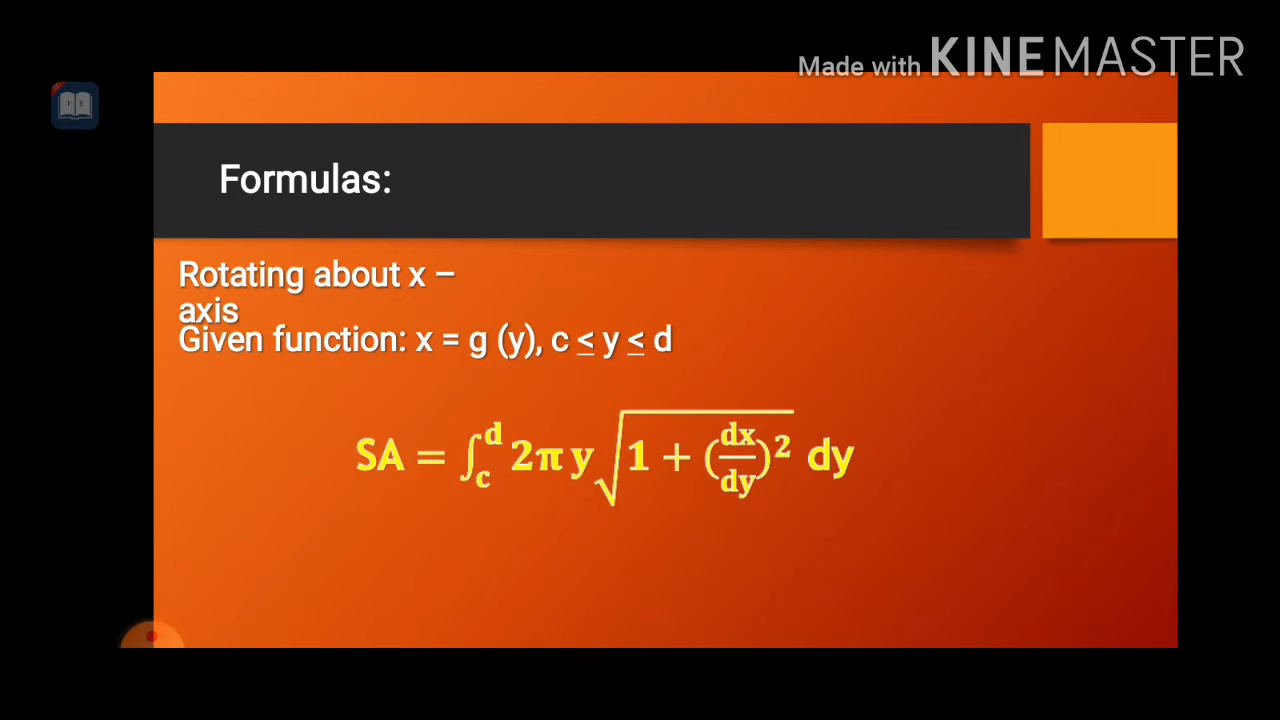 Made with KINEMASTER
Formulas:
Rotating about x –
axis
Given function: x = g (y), c ≤ y ≤ d
SA = ∫_c^d 2π y √(1 + (dx/dy)²) dy